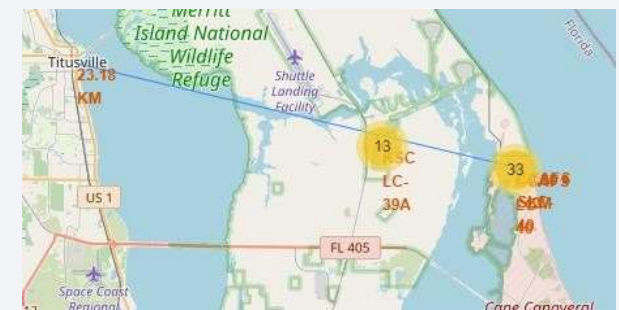 Merritt
Island National
Wildlife
Refuge
Florida
Titusville
23.18
KM
Shuttle
Landing
Facility
13
KSC
LC-
39A
33
40
US 1
FL 405
Space Coast
Regional
Cape Canaveral